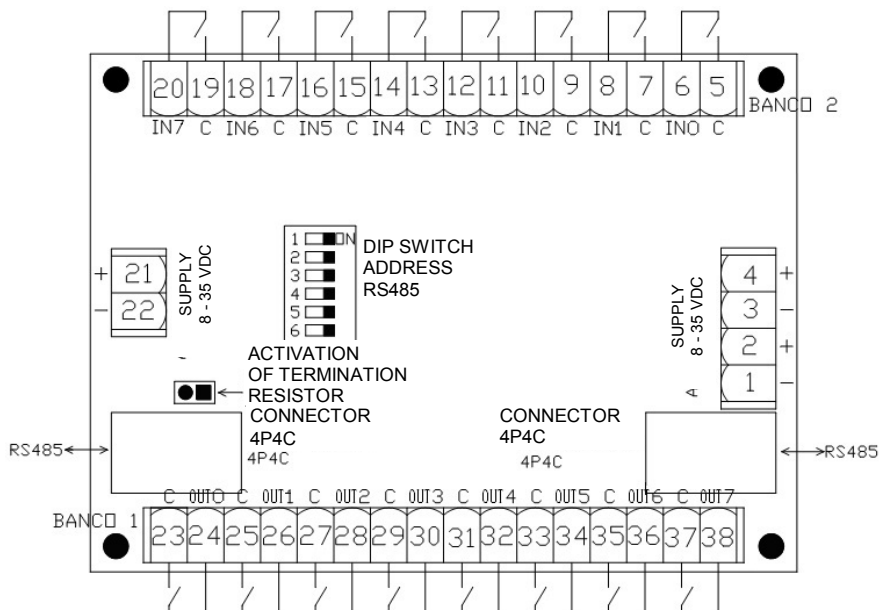 20 19 18 17 16 15 14 13 12 11 10 9 8 7 6 5
BANCO 2
IN7 C IN6 C IN5 C IN4 C IN3 C IN2 C IN1 C IN0 C
1 ON
2
3
4
5
6
DIP SWITCH
ADDRESS
RS485
+ 21
- 22
SUPPLY
8 - 35 VDC
SUPPLY
8 - 35 VDC
4 +
3 -
2 +
1 -
A
ACTIVATION
OF TERMINATION
RESISTOR
CONNECTOR
4P4C
4P4C
CONNECTOR
4P4C
4P4C
RS485
RS485
C OUT0 C OUT1 C OUT2 C OUT3 C OUT4 C OUT5 C OUT6 C OUT7
BANCO 1
23 24 25 26 27 28 29 30 31 32 33 34 35 36 37 38